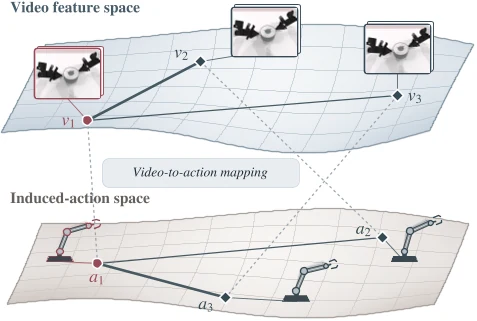 Video feature space
v2
v3
v1
Video-to-action mapping
Induced-action space
a2
a1
a3